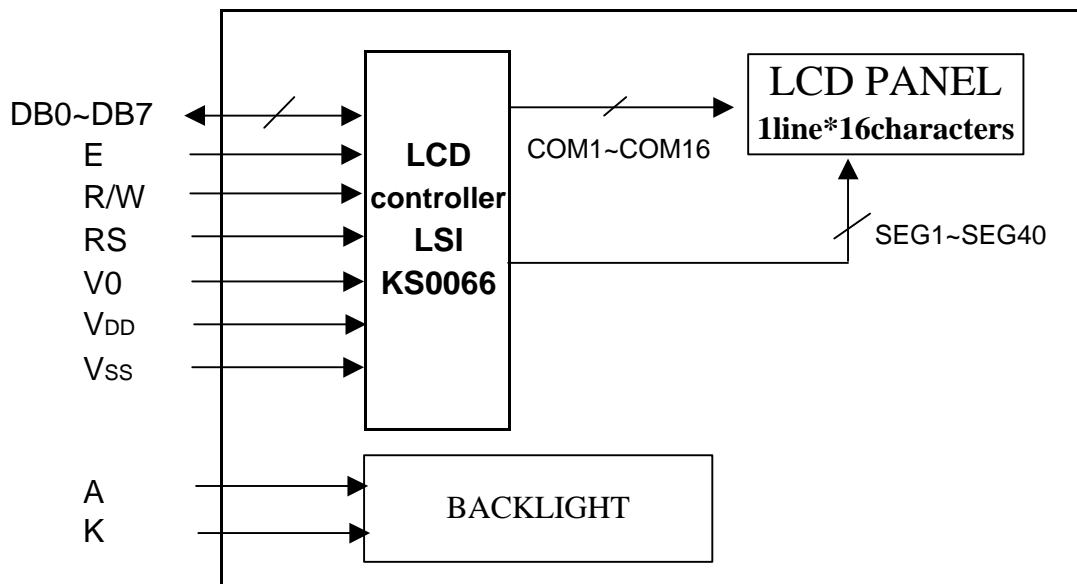 DB0~DB7
E
R/W
RS
V0
VDD
VSS
A
K
LCD
controller
LSI
KS0066
COM1~COM16
LCD PANEL
1line*16characters
SEG1~SEG40
BACKLIGHT